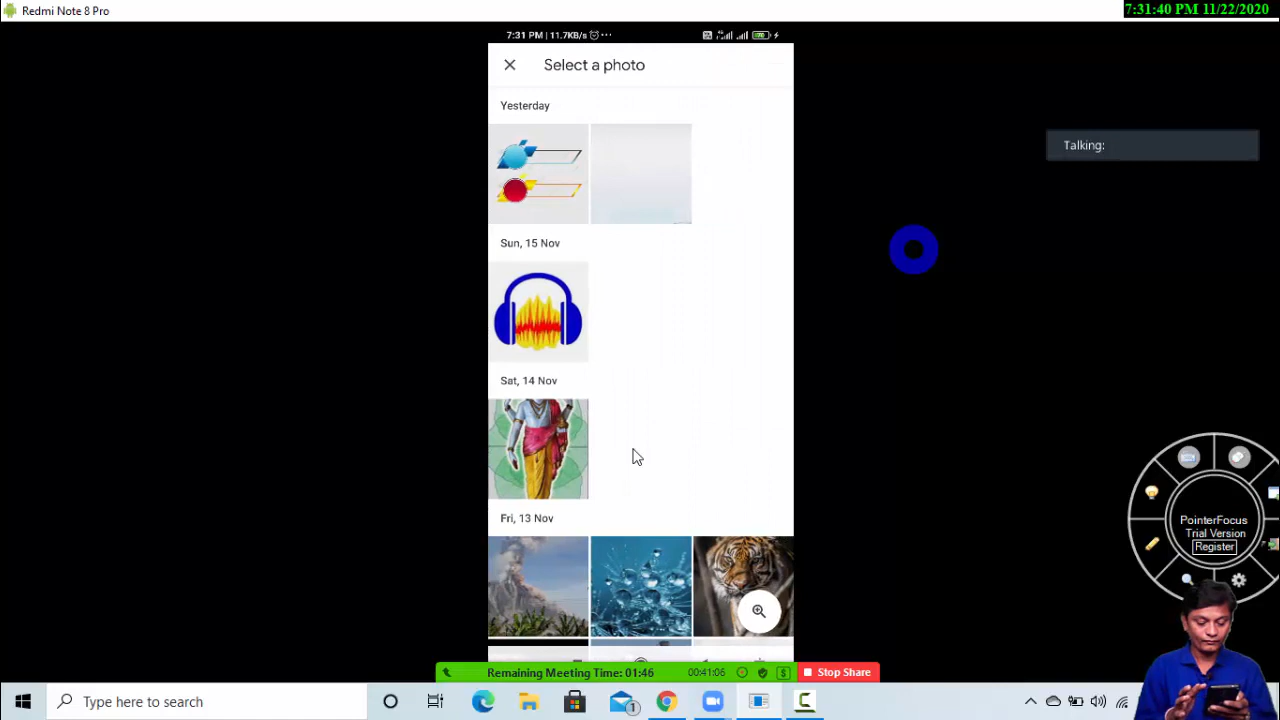 Redmi Note 8 Pro
7:31:40 PM 11/22/2020
7:31 PM | 11.7KB/s
Select a photo
Yesterday
Talking:
Sun, 15 Nov
Sat, 14 Nov
Fri, 13 Nov
PointerFocus
Trial Version
Register
Remaining Meeting Time: 01:46
00:41:06
Stop Share
Type here to search
1